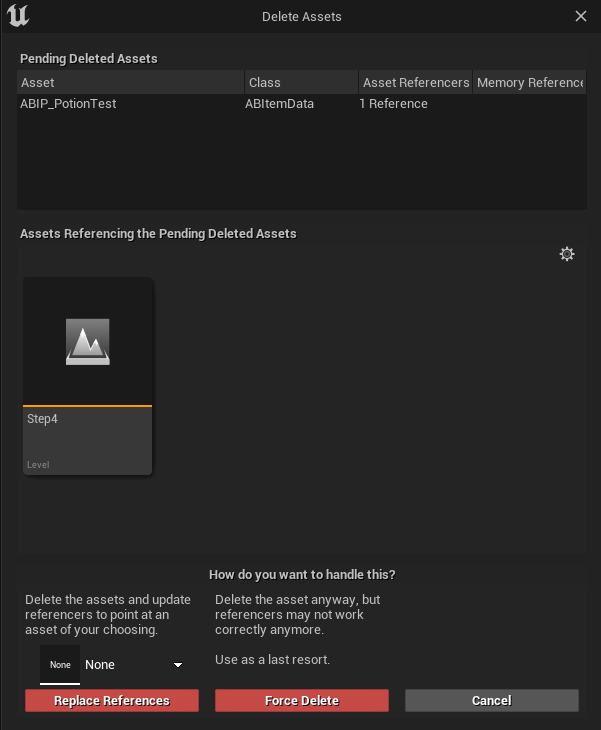 Delete Assets
Pending Deleted Assets
Asset Class Asset Referencers Memory Reference
ABIP_PotionTest ABItemData 1 Reference
Assets Referencing the Pending Deleted Assets
Step4
Level
How do you want to handle this?
Delete the assets and update
referencers to point at an
asset of your choosing.
None None
Replace References
Delete the asset anyway, but
referencers may not work
correctly anymore.
Use as a last resort.
Force Delete
Cancel